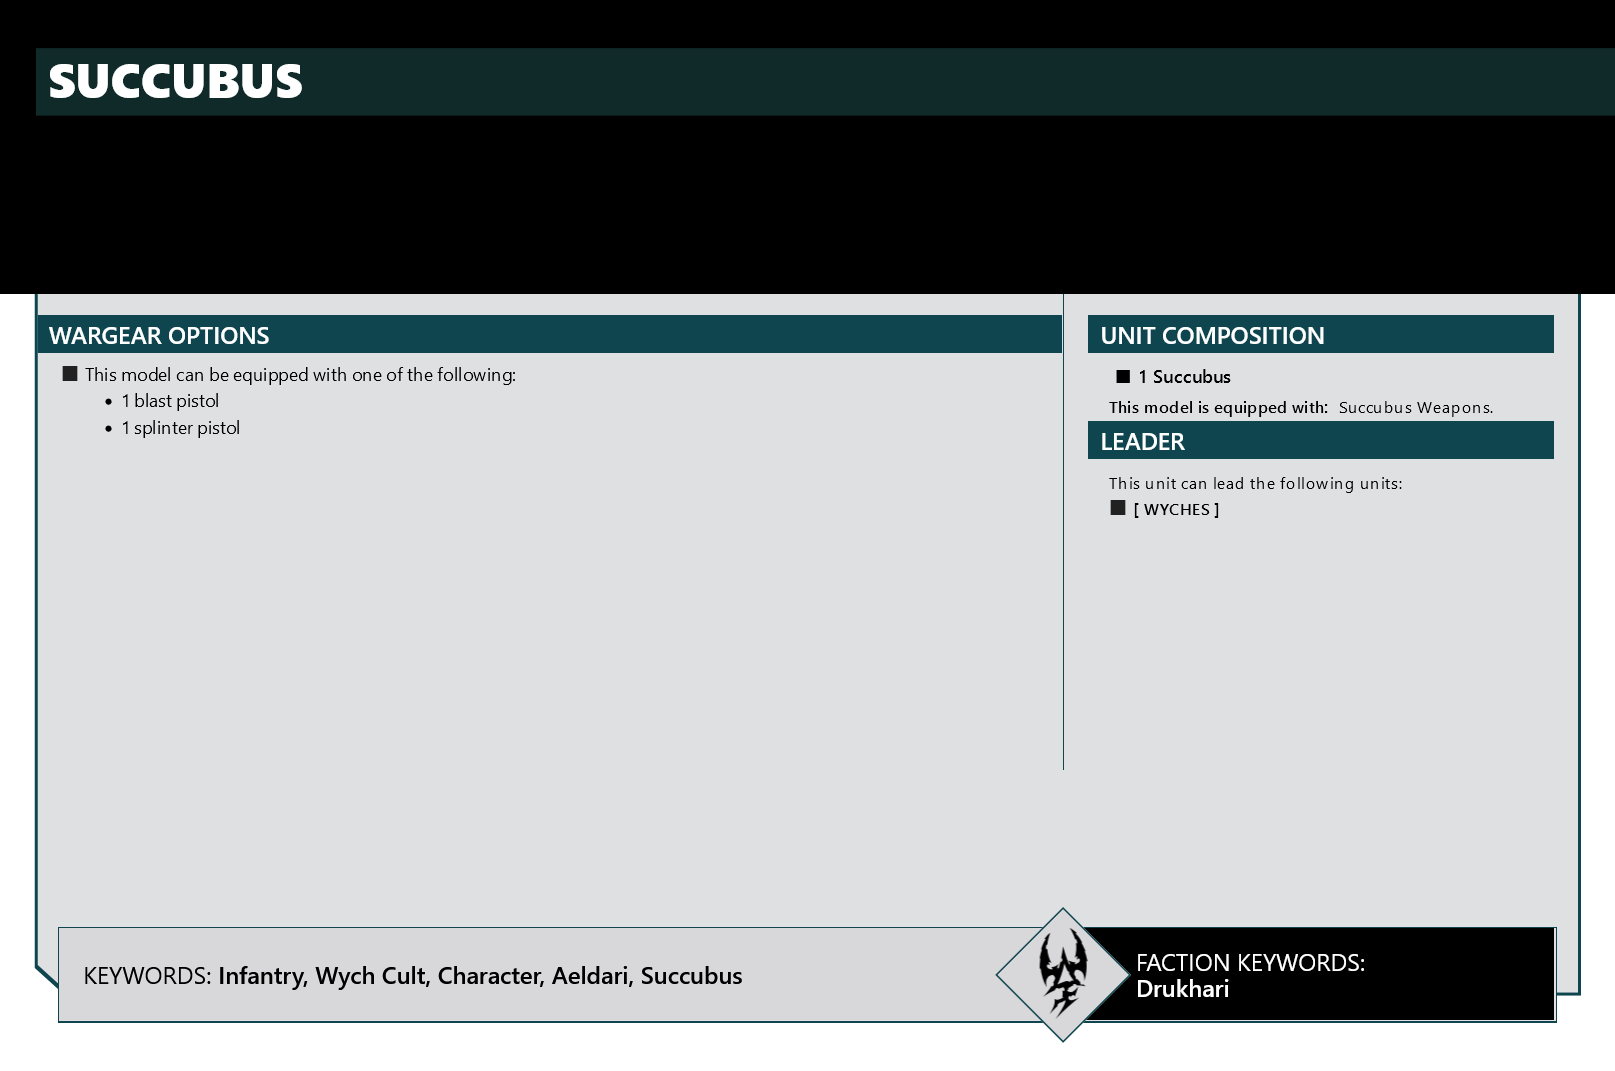 SUCCUBUS
WARGEAR OPTIONS
■ This model can be equipped with one of the following:
• 1 blast pistol
• 1 splinter pistol
UNIT COMPOSITION
■ 1 Succubus
This model is equipped with: Succubus Weapons.
LEADER
This unit can lead the following units:
■ [ WYCHES ]
KEYWORDS: Infantry, Wych Cult, Character, Aeldari, Succubus
FACTION KEYWORDS:
Drukhari